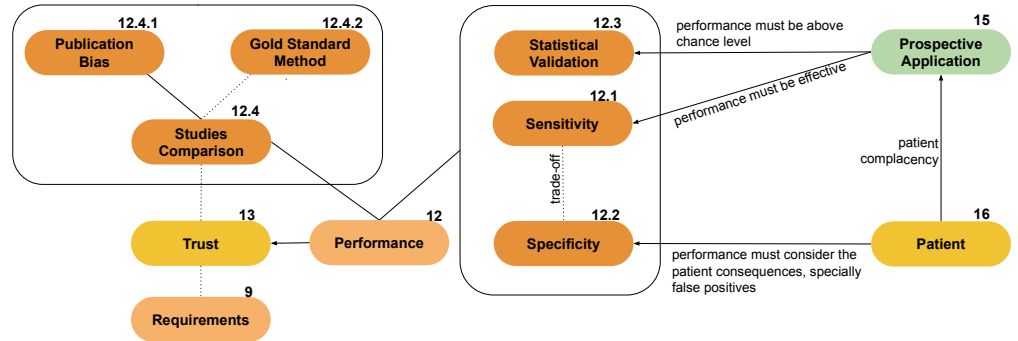 12.4.1
Publication
Bias
12.4.2
Gold Standard
Method
12.4
Studies
Comparison
13
Trust
12
Performance
9
Requirements
12.3
Statistical
Validation
12.1
Sensitivity
trade-off
12.2
Specificity
performance must be above
chance level
performance must be effective
15
Prospective
Application
patient
complacency
16
Patient
performance must consider the
patient consequences, specially
false positives